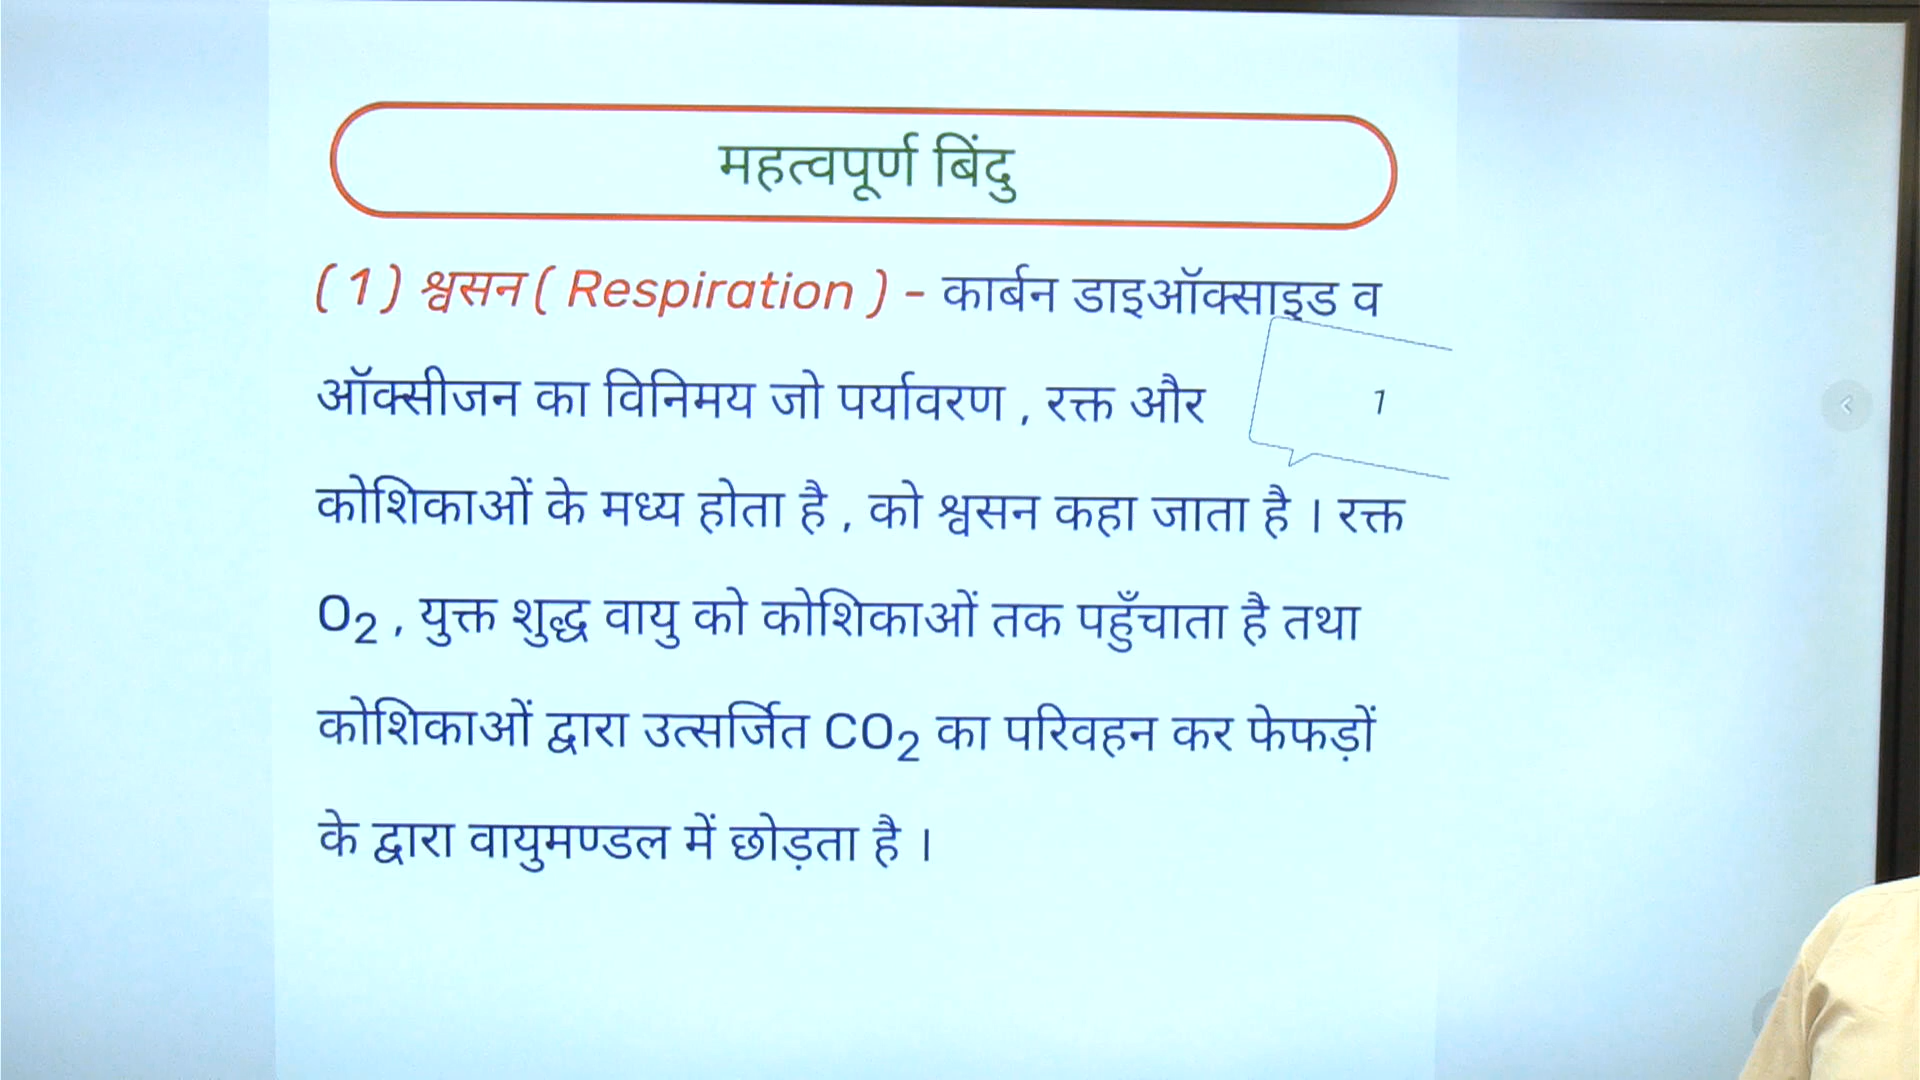 महत्वपूर्ण बिंदु
( 1 ) श्वसन ( Respiration ) - कार्बन डाइऑक्साइड व
ऑक्सीजन का विनिमय जो पर्यावरण , रक्त और
1
कोशिकाओं के मध्य होता है , को श्वसन कहा जाता है । रक्त
O₂ , युक्त शुद्ध वायु को कोशिकाओं तक पहुँचाता है तथा
कोशिकाओं द्वारा उत्सर्जित CO₂ का परिवहन कर फेफड़ों
के द्वारा वायुमण्डल में छोड़ता है ।